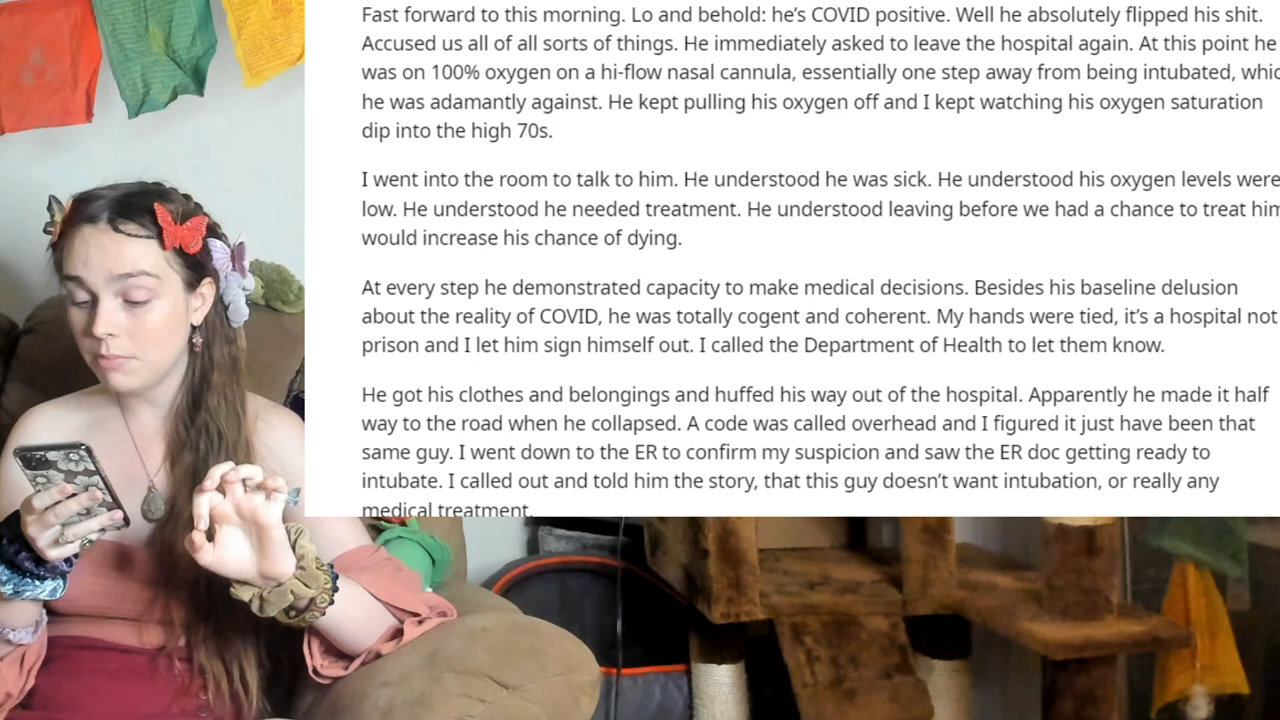 Fast forward to this morning. Lo and behold: he's COVID positive. Well he absolutely flipped his shit.
Accused us all of all sorts of things. He immediately asked to leave the hospital again. At this point he
was on 100% oxygen on a hi-flow nasal cannula, essentially one step away from being intubated, whic
he was adamantly against. He kept pulling his oxygen off and I kept watching his oxygen saturation
dip into the high 70s.
I went into the room to talk to him. He understood he was sick. He understood his oxygen levels were
low. He understood he needed treatment. He understood leaving before we had a chance to treat him
would increase his chance of dying.
At every step he demonstrated capacity to make medical decisions. Besides his baseline delusion
about the reality of COVID, he was totally cogent and coherent. My hands were tied, it's a hospital not
prison and I let him sign himself out. I called the Department of Health to let them know.
He got his clothes and belongings and huffed his way out of the hospital. Apparently he made it half
way to the road when he collapsed. A code was called overhead and I figured it just have been that
same guy. I went down to the ER to confirm my suspicion and saw the ER doc getting ready to
intubate. I called out and told him the story, that this guy doesn't want intubation, or really any
medical treatment.